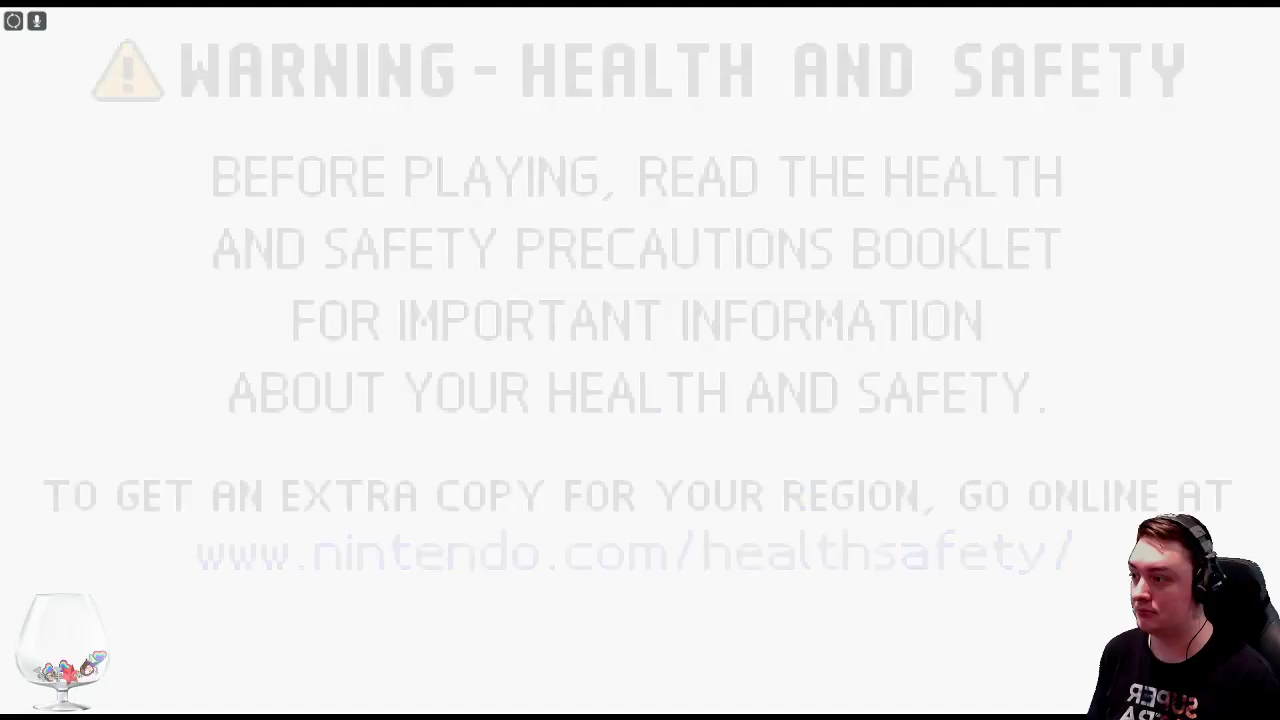 WARNING - HEALTH AND SAFETY
BEFORE PLAYING, READ THE HEALTH
AND SAFETY PRECAUTIONS BOOKLET
FOR IMPORTANT INFORMATION
ABOUT YOUR HEALTH AND SAFETY.
TO GET AN EXTRA COPY FOR YOUR REGION, GO ONLINE AT
www.nintendo.com/healthsafety/
SUPER